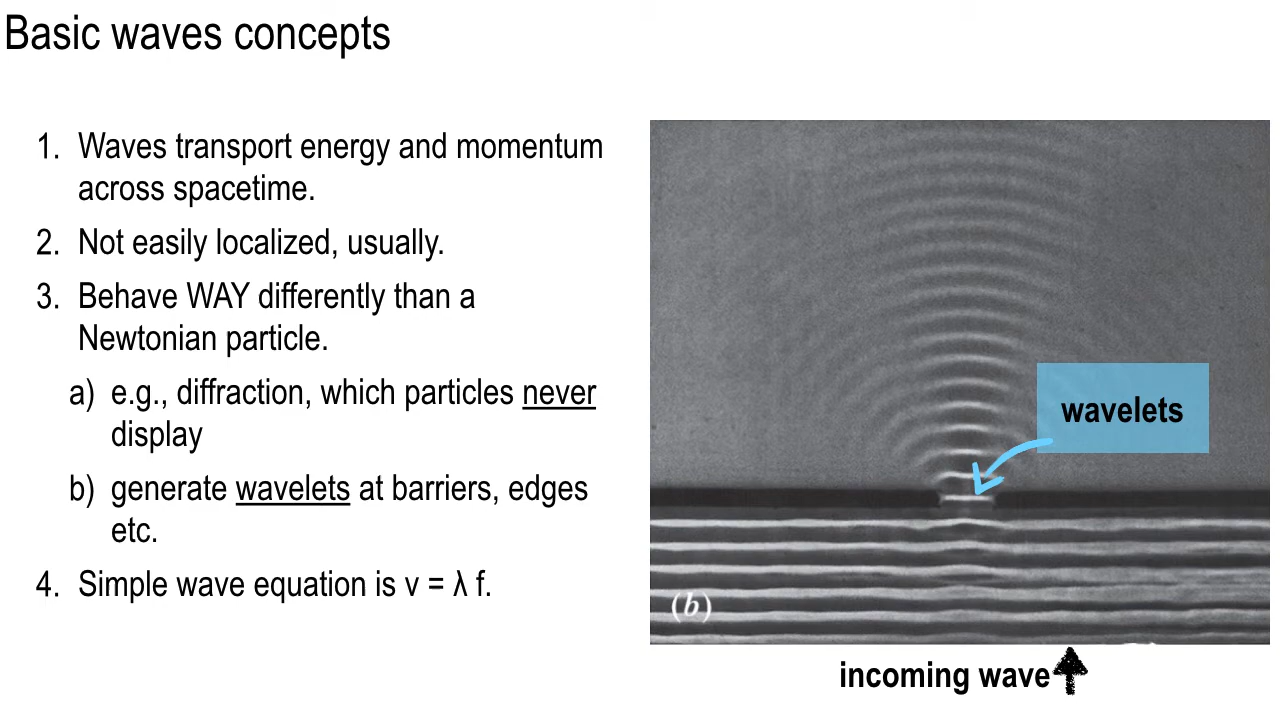 Basic waves concepts
1. Waves transport energy and momentum
across spacetime.
2. Not easily localized, usually.
3. Behave WAY differently than a
Newtonian particle.
a) e.g., diffraction, which particles never
display
b) generate wavelets at barriers, edges
etc.
4. Simple wave equation is v = λ f.
wavelets
(b)
incoming wave